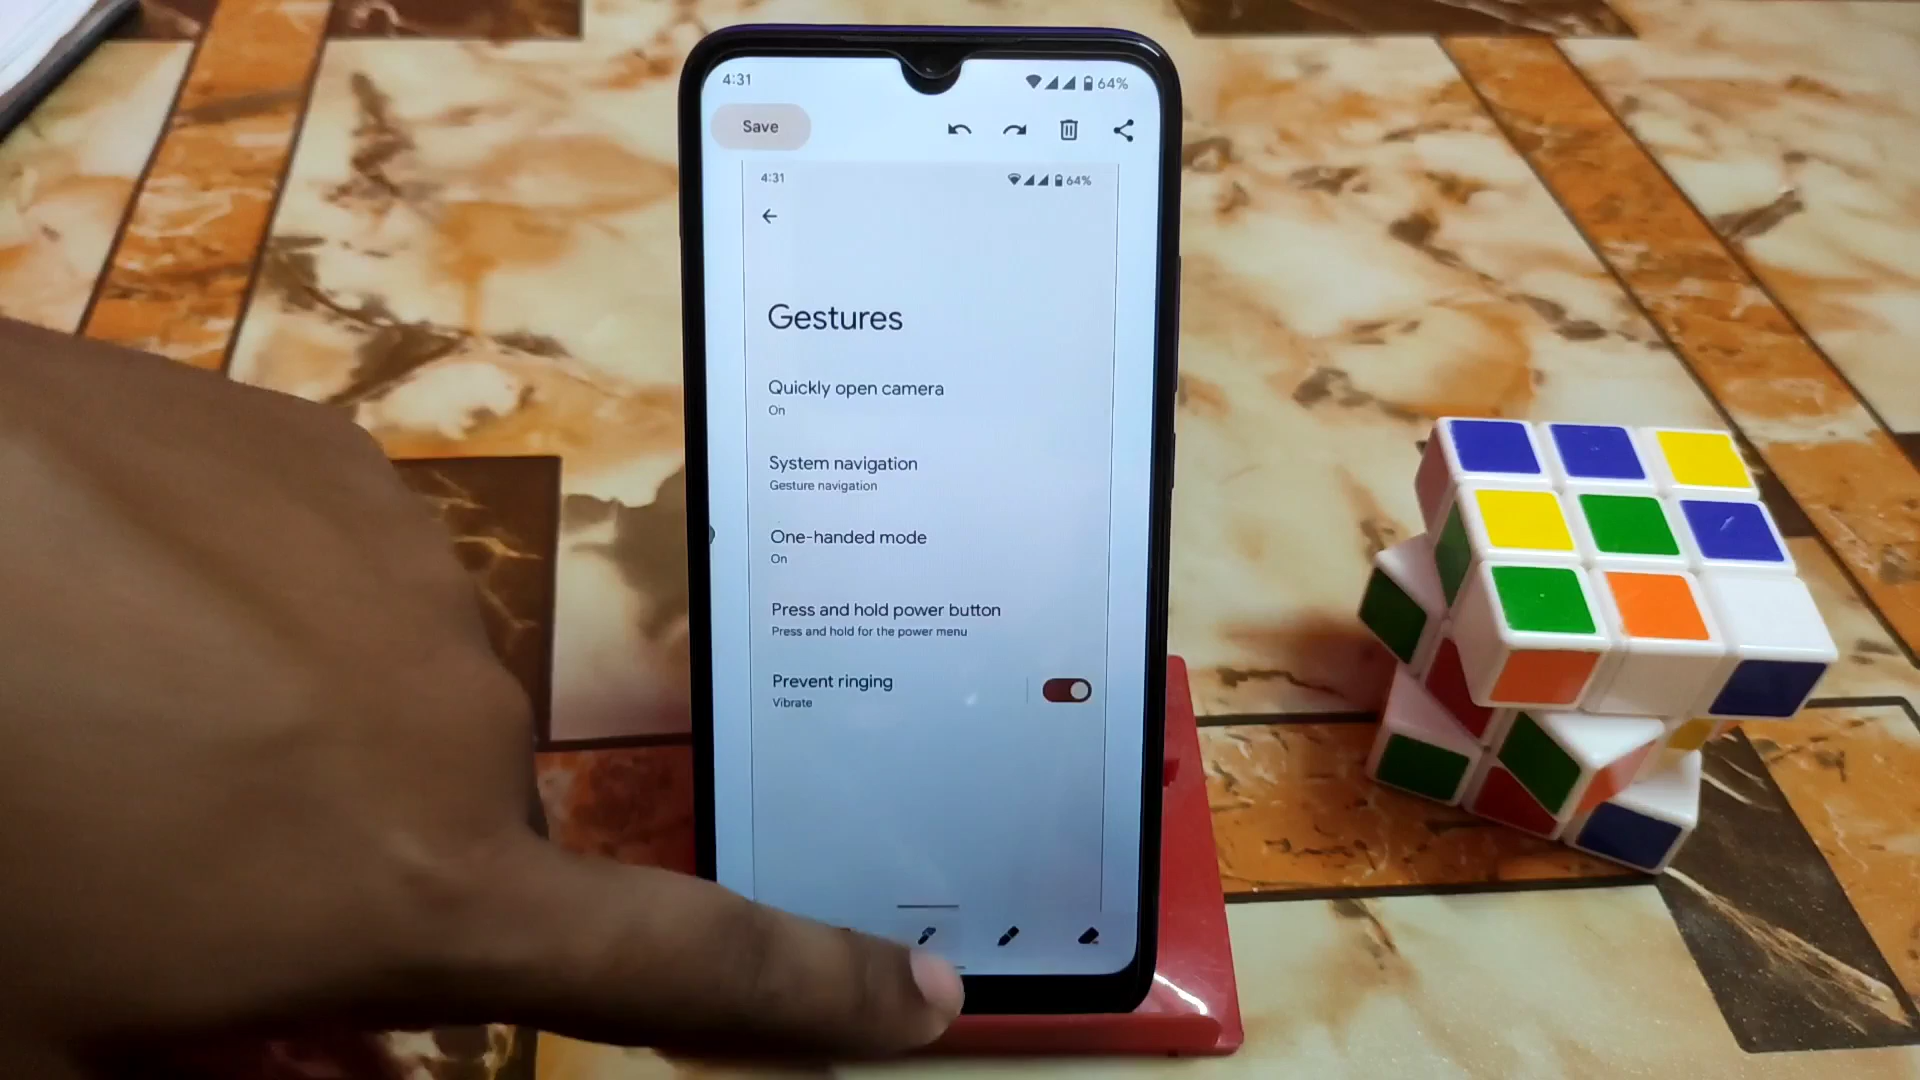 4:31 64%
Save
4:31 64%
Gestures
Quickly open camera
On
System navigation
Gesture navigation
One-handed mode
On
Press and hold power button
Press and hold for the power menu
Prevent ringing
Vibrate